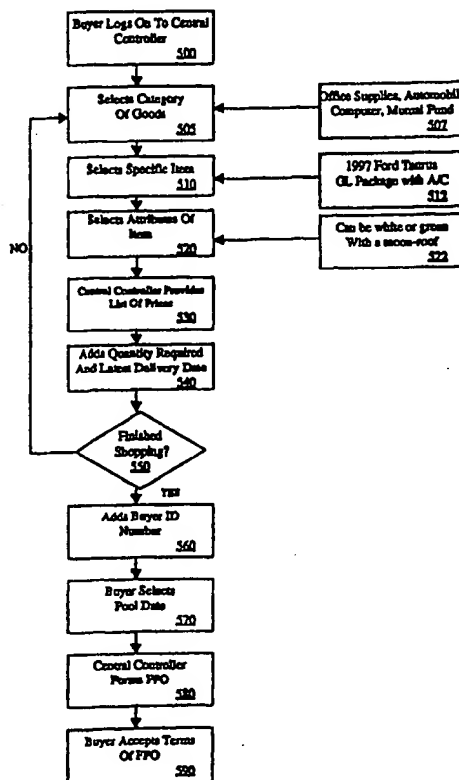 Buyer Logs On To Central
Controller
500
Selects Category
Of Goods
505
Office Supplies, Automobil
Computer, Mutual Fund
507
Selects Specific Item
510
1997 Ford Taurus
GL Package with A/C
512
Selects Attributes Of
Item
520
Can be white or green
With a moon-roof
522
NO
Central Controller Provides
List Of Prices
530
Adds Quantity Required
And Latest Delivery Date
540
Finished
Shopping?
550
YES
Adds Buyer ID
Number
560
Buyer Selects
Pool Date
570
Central Controller
Forms FPO
580
Buyer Accepts Terms
Of FPO
590